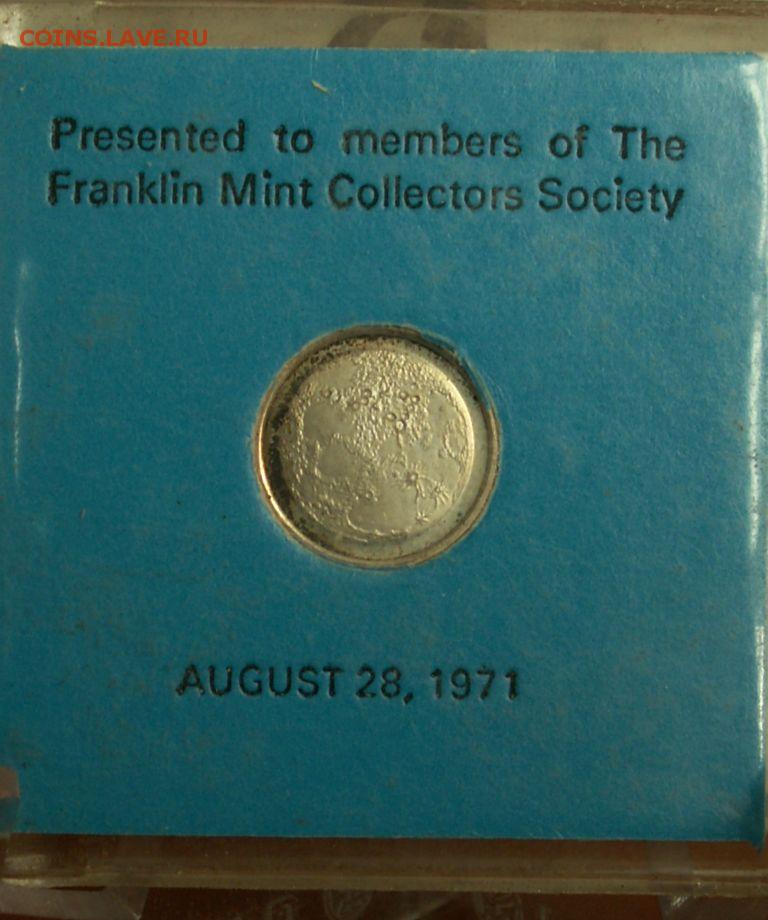 COINS.LAVE.RU
Presented to members of The
Franklin Mint Collectors Society
AUGUST 28, 1971